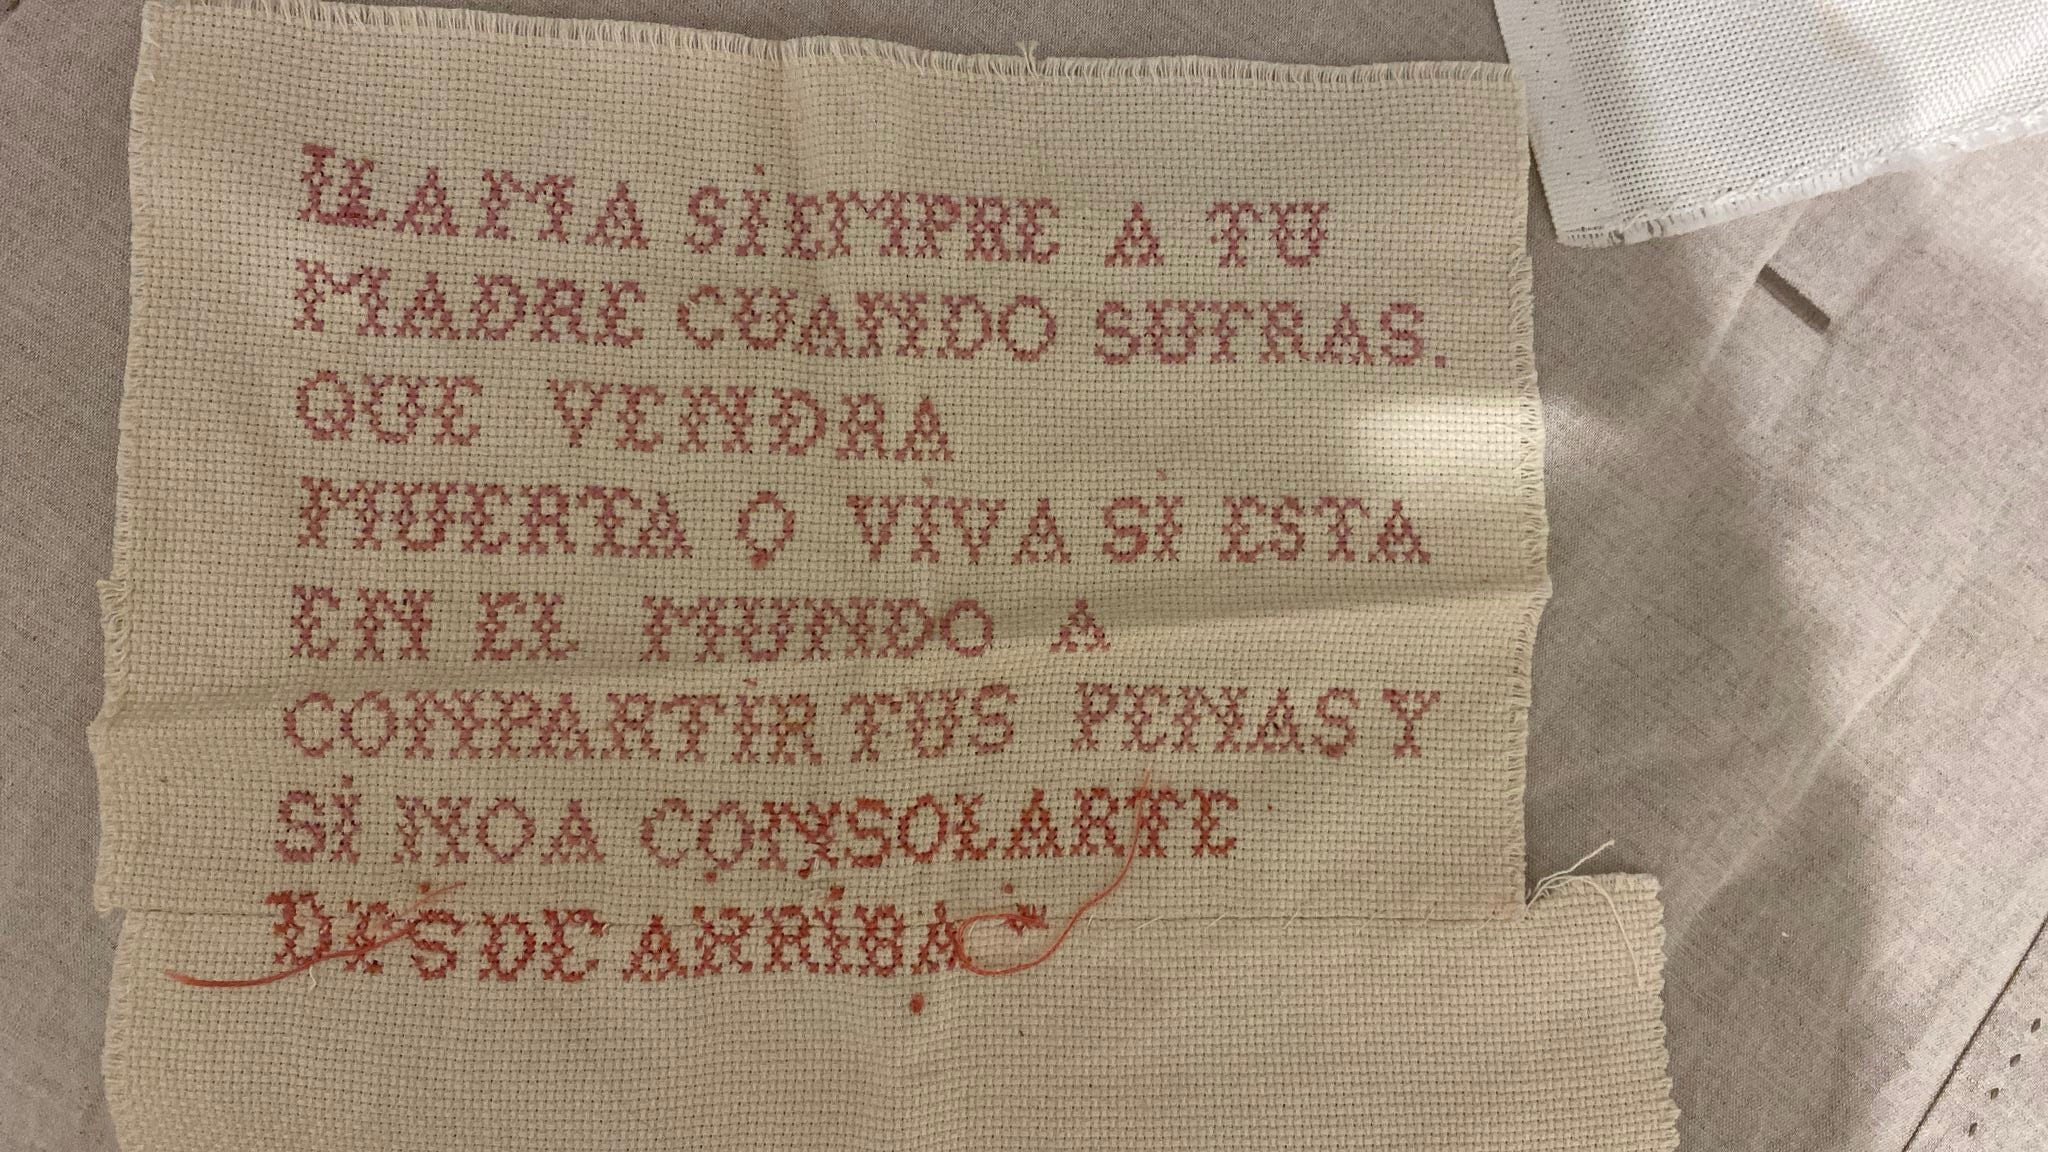 LLAMA SIEMPRE A TU
MADRE CUANDO SUFRAS.
QUE VENDRA
MUERTA O VIVA SI ESTA
EN EL MUNDO A
COMPARTIR TUS PENAS Y
SI NO A CONSOLARTE
DESDE ARRIBA